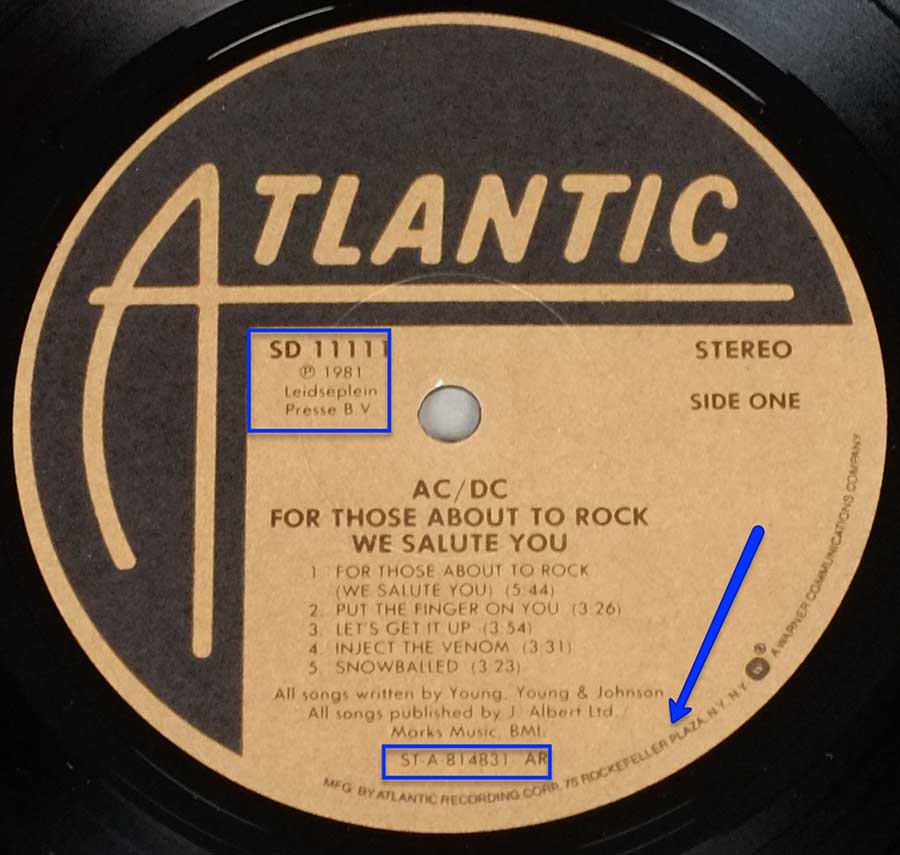 ATLANTIC
SD 11111
STEREO
℗ 1981
Leidseplein
Presse B.V.
SIDE ONE
AC/DC
FOR THOSE ABOUT TO ROCK
WE SALUTE YOU
1. FOR THOSE ABOUT TO ROCK
(WE SALUTE YOU) (5:44)
2. PUT THE FINGER ON YOU (3:26)
3. LET'S GET IT UP (3:54)
4. INJECT THE VENOM (3:31)
5. SNOWBALLED (3:23)
All songs written by Young, Young & Johnson
All songs published by J. Albert Ltd./
Marks Music, BMI.
ST-A-814831 AR
MFG. BY ATLANTIC RECORDING CORP. 75 ROCKEFELLER PLAZA, N.Y. N.Y. ® A WARNER COMMUNICATIONS COMPANY